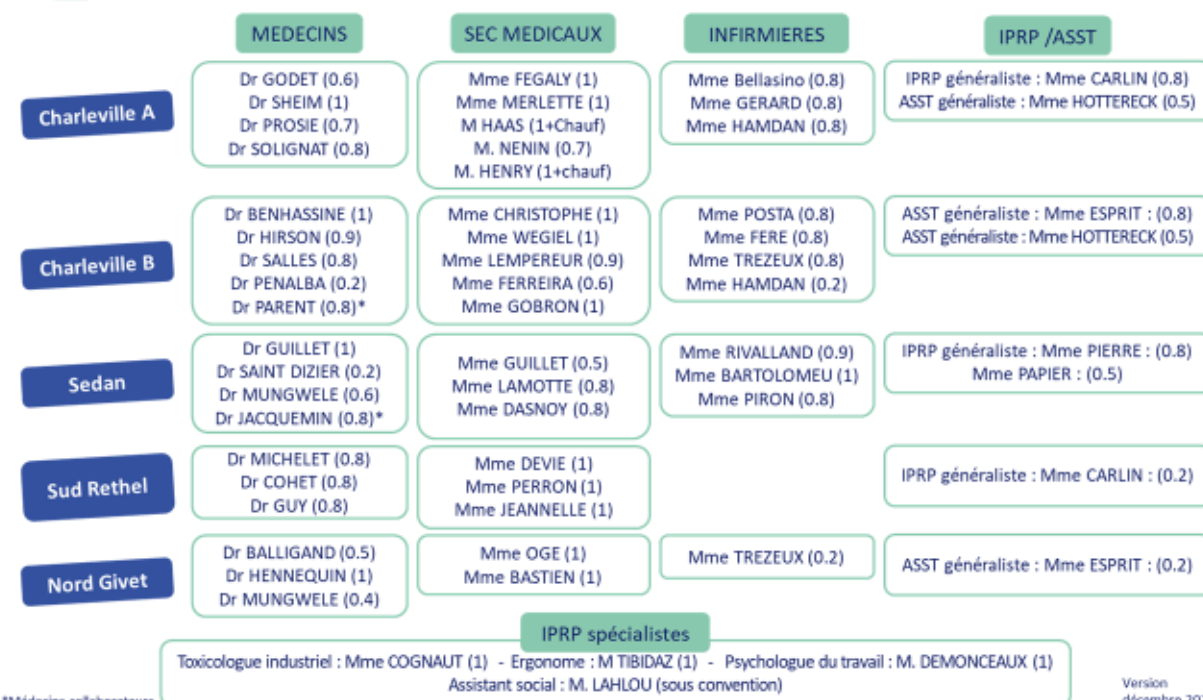 MEDECINS
SEC MEDICAUX
INFIRMIERES
IPRP /ASST
Charleville A
Dr GODET (0.6)
Dr SHEIM (1)
Dr PROSIE (0.7)
Dr SOLIGNAT (0.8)
Mme FEGALY (1)
Mme MERLETTE (1)
M HAAS (1+Chauf)
M. NENIN (0.7)
M. HENRY (1+chauf)
Mme Bellasino (0.8)
Mme GERARD (0.8)
Mme HAMDAN (0.8)
IPRP généraliste : Mme CARLIN (0.8)
ASST généraliste : Mme HOTTERECK (0.5)
Charleville B
Dr BENHASSINE (1)
Dr HIRSON (0.9)
Dr SALLES (0.8)
Dr PENALBA (0.2)
Dr PARENT (0.8)*
Mme CHRISTOPHE (1)
Mme WEGIEL (1)
Mme LEMPEREUR (0.9)
Mme FERREIRA (0.6)
Mme GOBRON (1)
Mme POSTA (0.8)
Mme FERE (0.8)
Mme TREZEUX (0.8)
Mme HAMDAN (0.2)
ASST généraliste : Mme ESPRIT : (0.8)
ASST généraliste : Mme HOTTERECK (0.5)
Sedan
Dr GUILLET (1)
Dr SAINT DIZIER (0.2)
Dr MUNGWELE (0.6)
Dr JACQUEMIN (0.8)*
Mme GUILLET (0.5)
Mme LAMOTTE (0.8)
Mme DASNOY (0.8)
Mme RIVALLAND (0.9)
Mme BARTOLOMEU (1)
Mme PIRON (0.8)
IPRP généraliste : Mme PIERRE : (0.8)
Mme PAPIER : (0.5)
Sud Rethel
Dr MICHELET (0.8)
Dr COHET (0.8)
Dr GUY (0.8)
Mme DEVIE (1)
Mme PERRON (1)
Mme JEANNELLE (1)
IPRP généraliste : Mme CARLIN : (0.2)
Nord Givet
Dr BALLIGAND (0.5)
Dr HENNEQUIN (1)
Dr MUNGWELE (0.4)
Mme OGE (1)
Mme BASTIEN (1)
Mme TREZEUX (0.2)
ASST généraliste : Mme ESPRIT : (0.2)
IPRP spécialistes
Toxicologue industriel : Mme COGNAUT (1) - Ergonome : M TIBIDAZ (1) - Psychologue du travail : M. DEMONCEAUX (1)
Assistant social : M. LAHLOU (sous convention)
Version